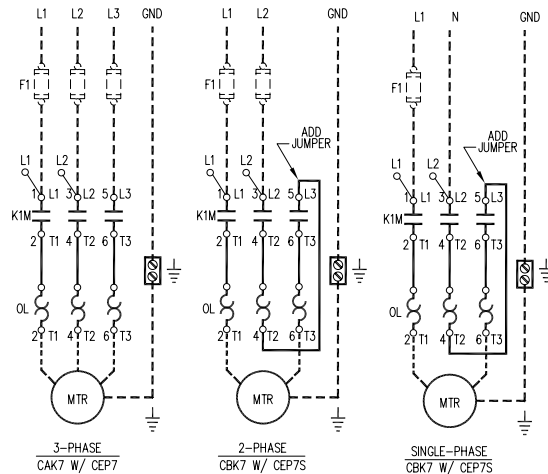 L1 L2 L3 GND
F1
L1 L2
1 L1 3 L2 5 L3
K1M
2 T1 4 T2 6 T3
OL
2 T1 4 T2 6 T3
MTR
3-PHASE
CAK7 W/ CEP7
L1 L2 GND
F1
ADD
JUMPER
L1 L2
1 L1 3 L2 5 L3
K1M
2 T1 4 T2 6 T3
OL
2 T1 4 T2 6 T3
MTR
2-PHASE
CBK7 W/ CEP7S
L1 N GND
F1
ADD
JUMPER
L1 L2
1 L1 3 L2 5 L3
K1M
2 T1 4 T2 6 T3
OL
2 T1 4 T2 6 T3
MTR
SINGLE-PHASE
CBK7 W/ CEP7S